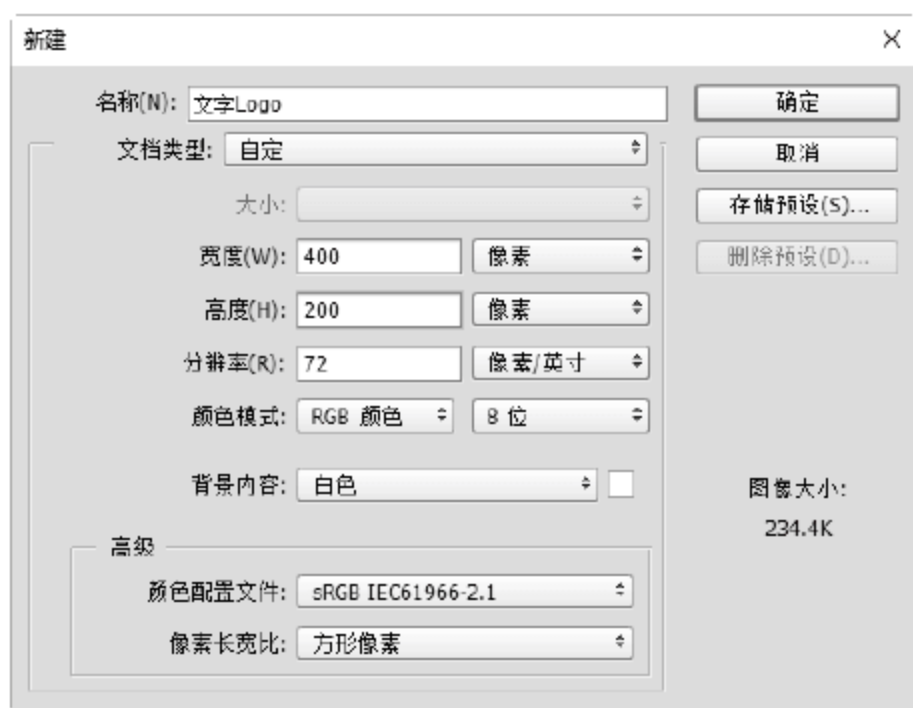 新建
名称(N): 文字Logo 确定
文档类型: 自定 取消
大小: 存储预设(S)...
宽度(W): 400 像素 删除预设(D)...
高度(H): 200 像素
分辨率(R): 72 像素/英寸
颜色模式: RGB 颜色 8 位
背景内容: 白色 图像大小:
234.4K
高级
颜色配置文件: sRGB IEC61966-2.1
像素长宽比: 方形像素